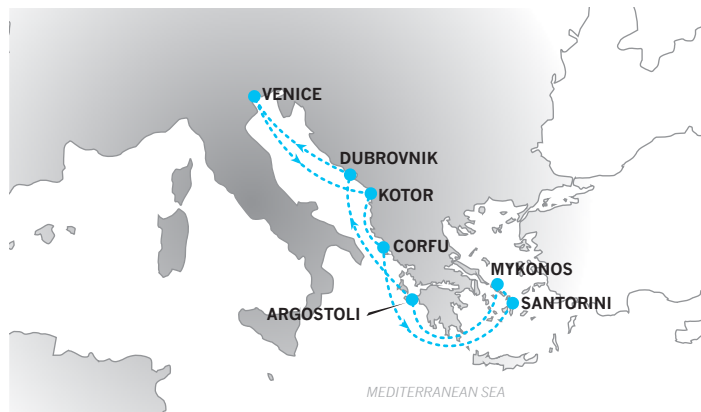 VENICE
DUBROVNIK
KOTOR
CORFU
MYKONOS
SANTORINI
ARGOSTOLI
MEDITERRANEAN SEA